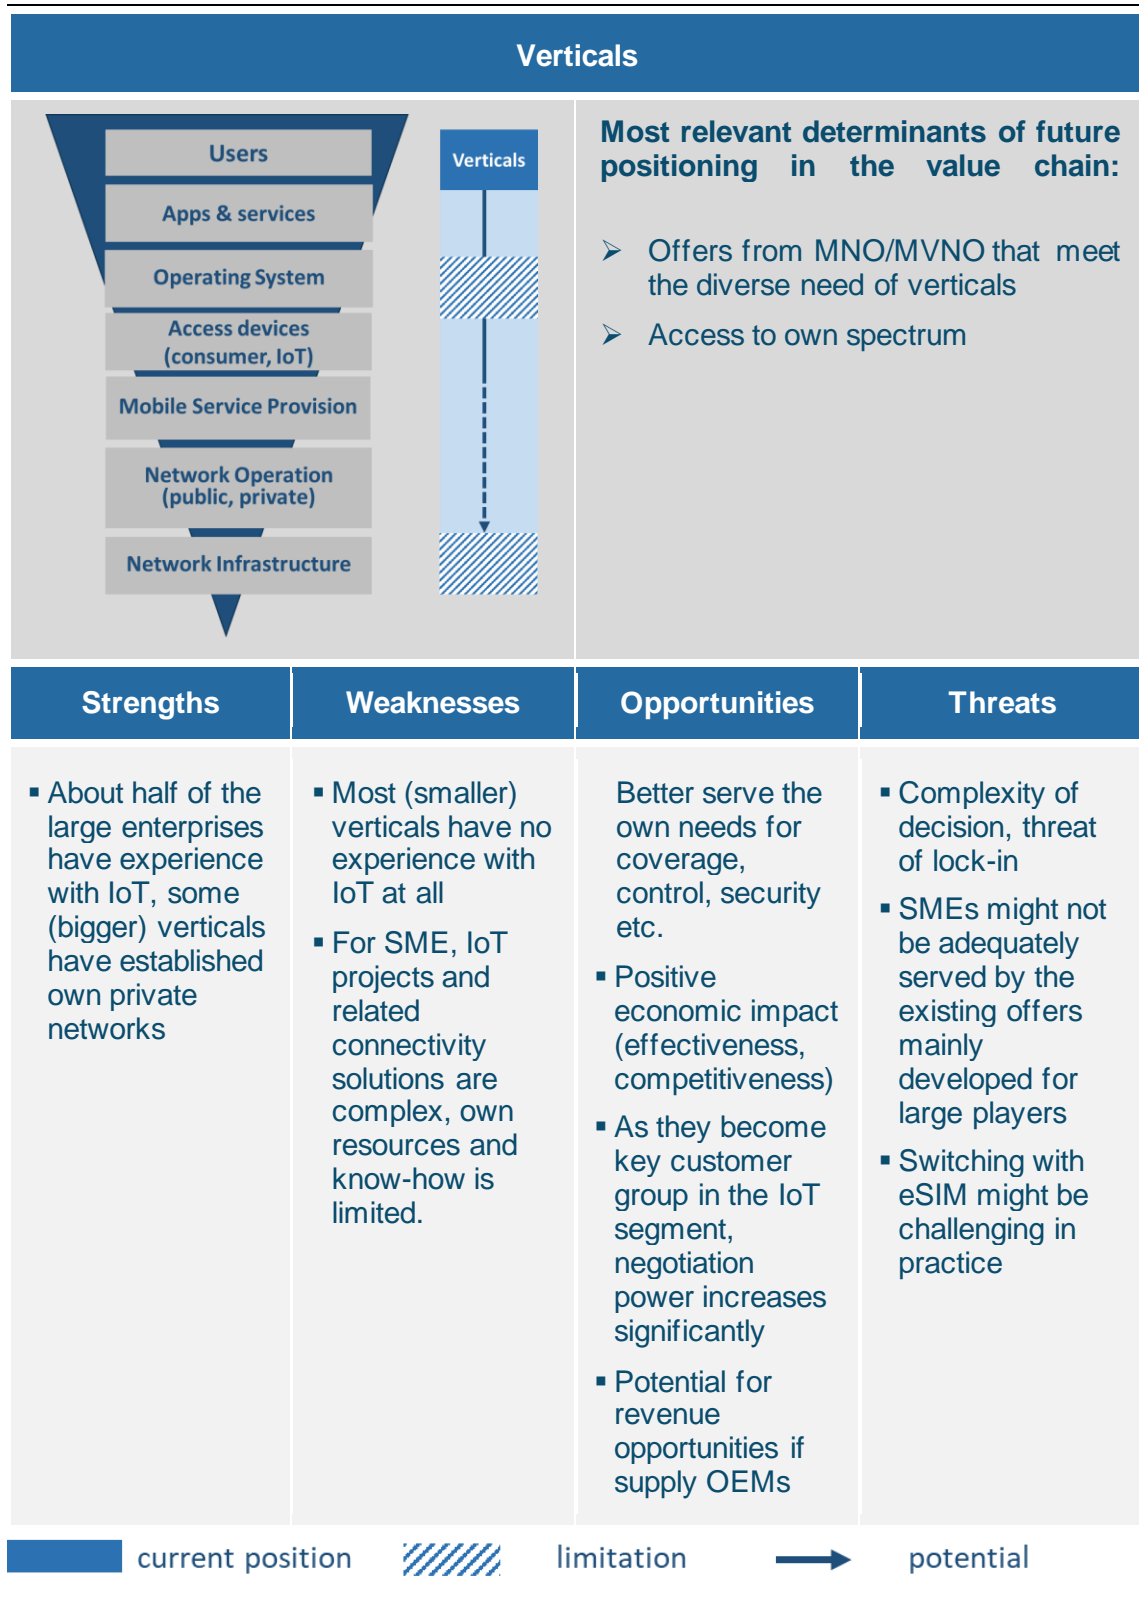 Verticals
Users
Apps & services
Operating System
Access devices
(consumer, IoT)
Mobile Service Provision
Network Operation
(public, private)
Network Infrastructure
Verticals
Most relevant determinants of future
positioning in the value chain:
➢ Offers from MNO/MVNO that meet
the diverse need of verticals
➢ Access to own spectrum
Strengths
Weaknesses
Opportunities
Threats
▪ About half of the
large enterprises
have experience
with IoT, some
(bigger) verticals
have established
own private
networks
▪ Most (smaller)
verticals have no
experience with
IoT at all
▪ For SME, IoT
projects and
related
connectivity
solutions are
complex, own
resources and
know-how is
limited.
Better serve the
own needs for
coverage,
control, security
etc.
▪ Positive
economic impact
(effectiveness,
competitiveness)
▪ As they become
key customer
group in the IoT
segment,
negotiation
power increases
significantly
▪ Potential for
revenue
opportunities if
supply OEMs
▪ Complexity of
decision, threat
of lock-in
▪ SMEs might not
be adequately
served by the
existing offers
mainly
developed for
large players
▪ Switching with
eSIM might be
challenging in
practice
current position
limitation
potential